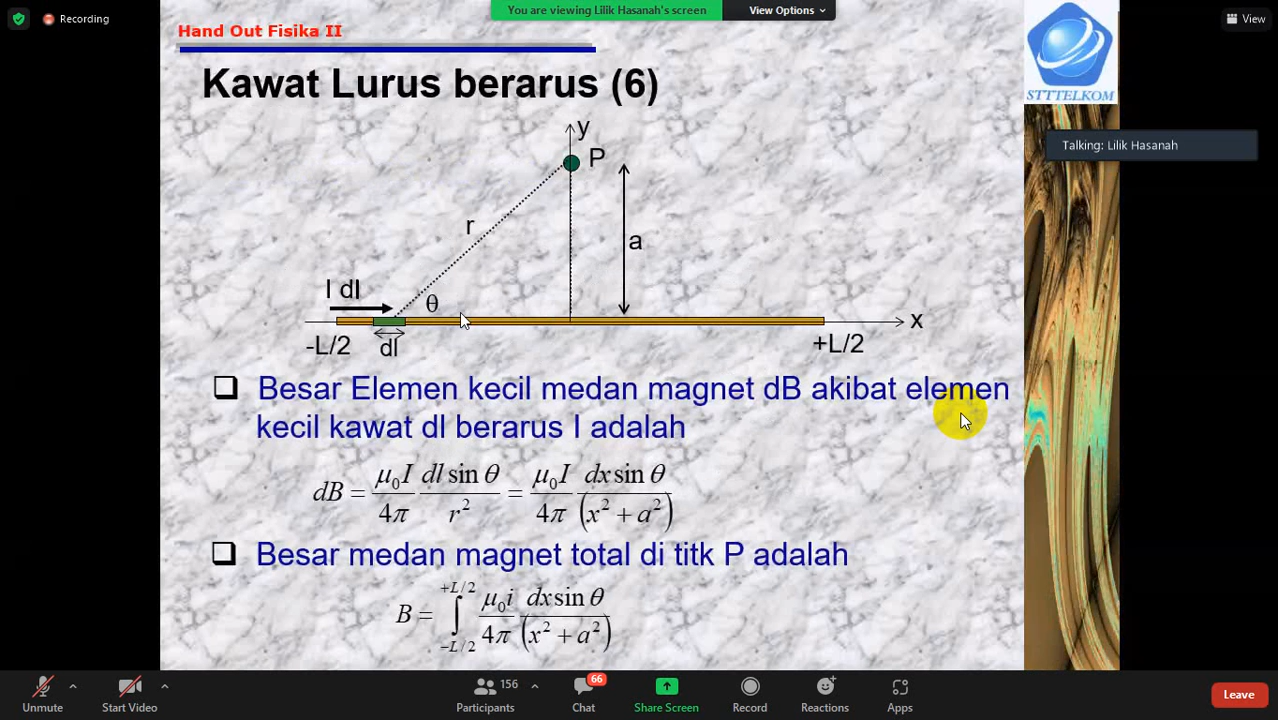 You are viewing Lilik Hasanah's screen
View Options
Recording
View
Hand Out Fisika II
Kawat Lurus berarus (6)
STTTELKOM
Talking: Lilik Hasanah
y
P
r
a
I dl
θ
x
-L/2
dl
+L/2
❑ Besar Elemen kecil medan magnet dB akibat elemen
kecil kawat dl berarus I adalah
dB = μ₀I/4π dl sin θ/r² = μ₀I/4π dx sin θ/(x² + a²)
❑ Besar medan magnet total di titk P adalah
B = ∫_{-L/2}^{+L/2} μ₀i/4π dx sin θ/(x² + a²)
Unmute
Start Video
156
Participants
66
Chat
Share Screen
Record
Reactions
Apps
Leave